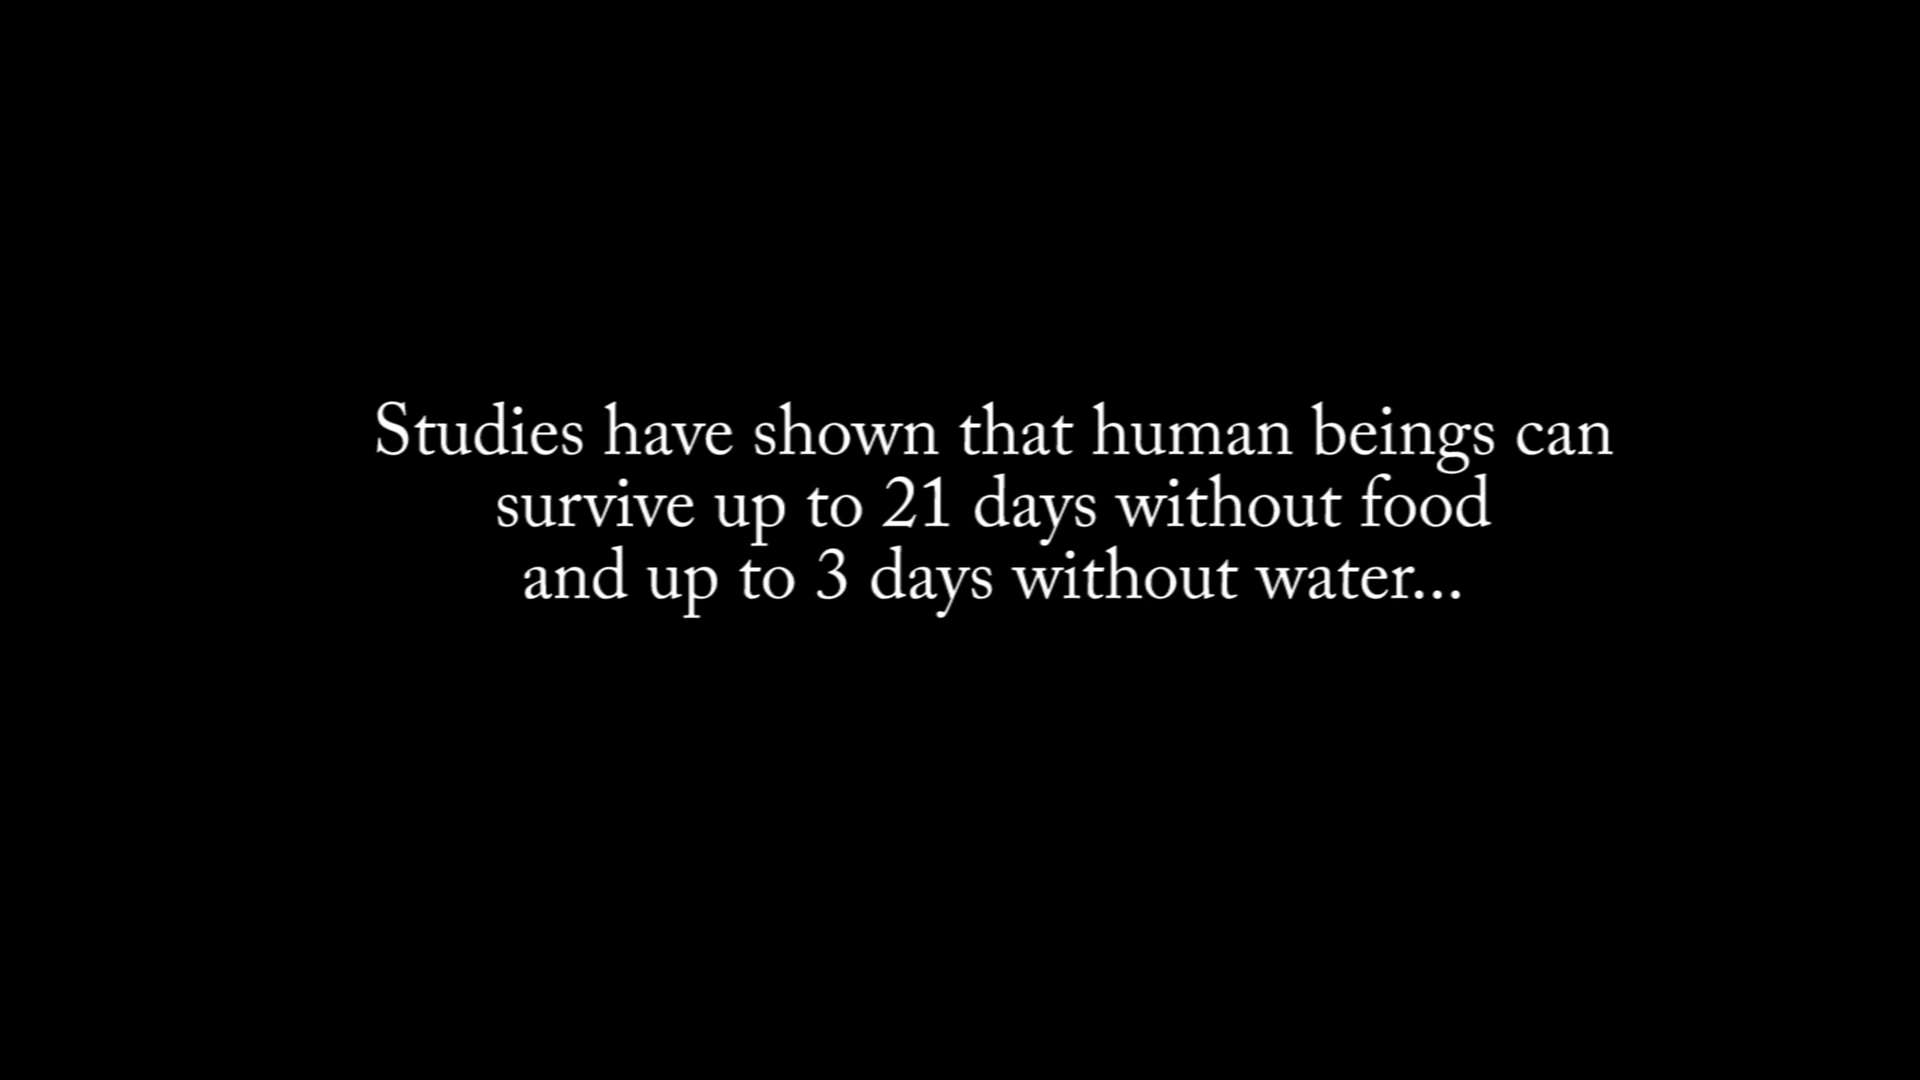 Studies have shown that human beings can
survive up to 21 days without food
and up to 3 days without water...